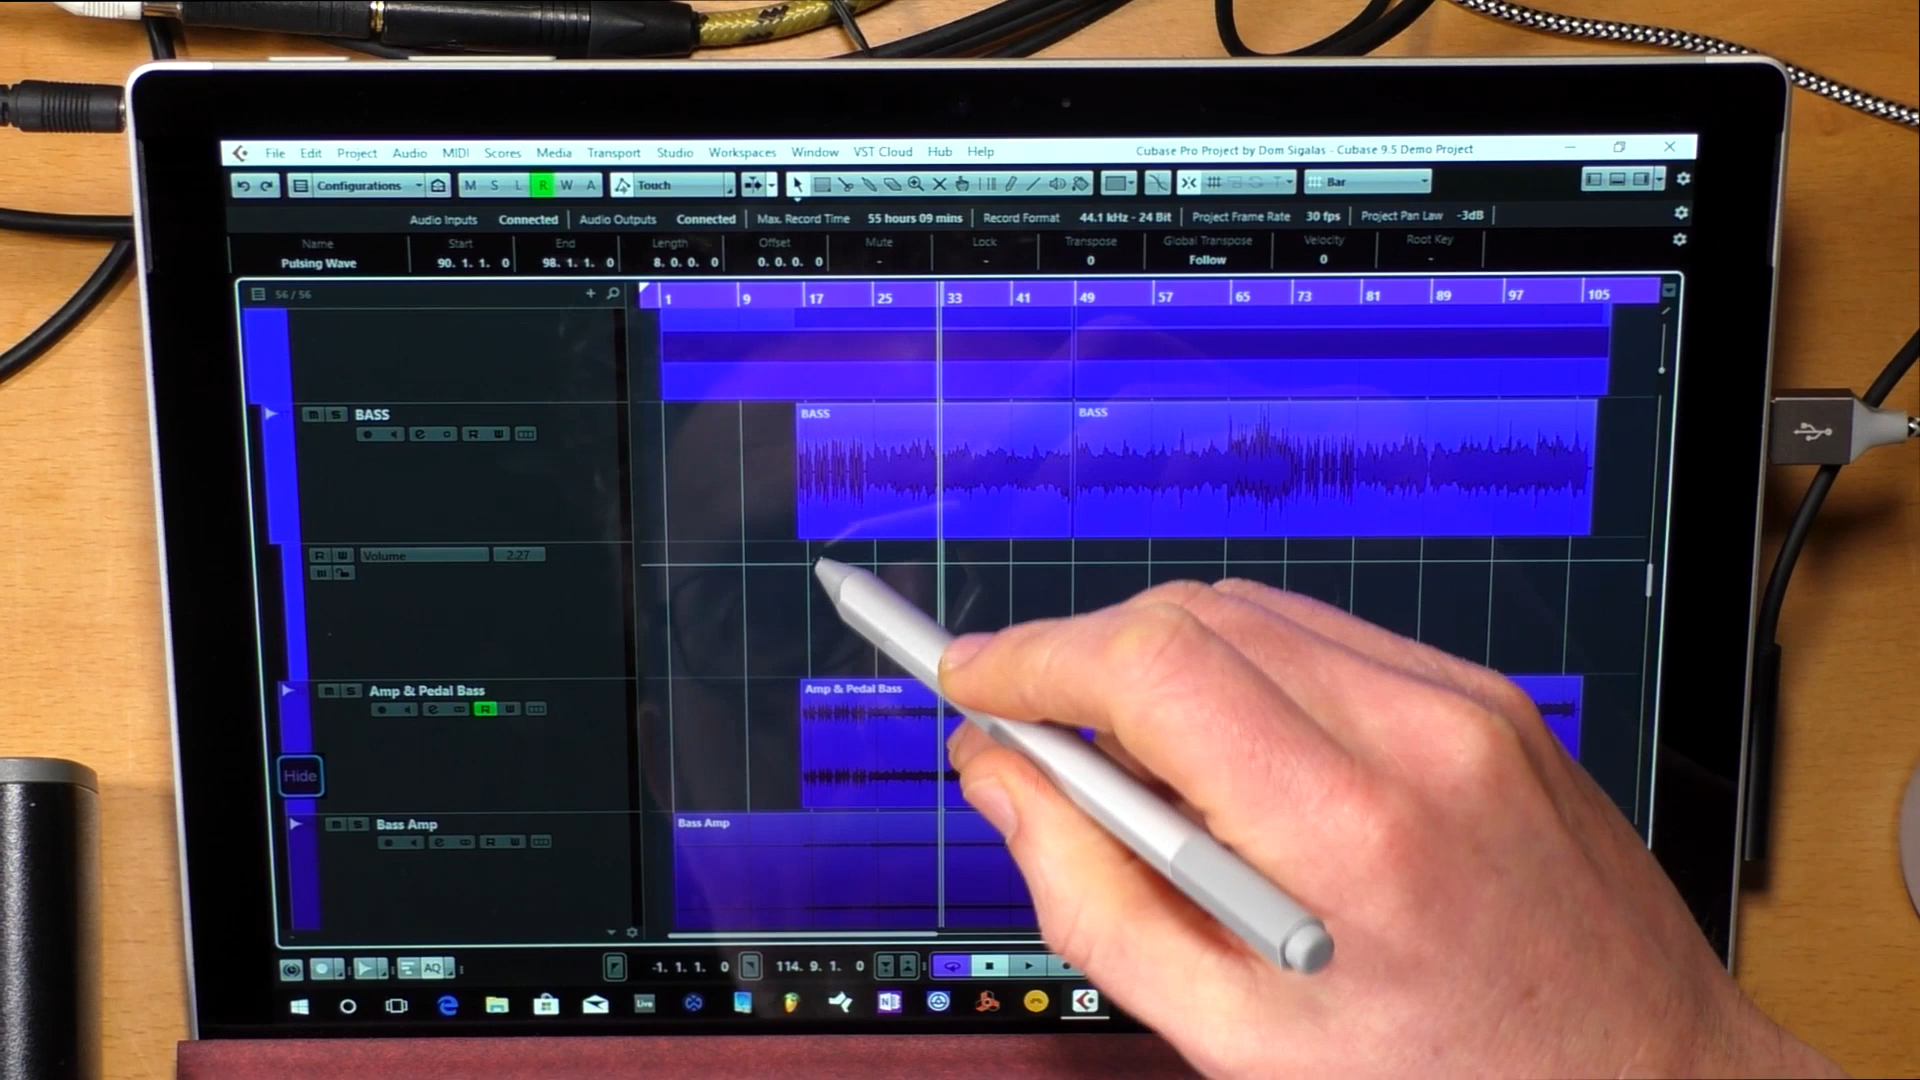 File Edit Project Audio MIDI Scores Media Transport Studio Workspaces Window VST Cloud Hub Help Cubase Pro Project by Dom Sigalas - Cubase 9.5 Demo Project
Configurations M S L R W A Touch Bar
Audio Inputs Connected Audio Outputs Connected Max. Record Time 55 hours 09 mins Record Format 44.1 kHz - 24 Bit Project Frame Rate 30 fps Project Pan Law -3dB
Name Start End Length Offset Mute Lock Transpose Global Transpose Velocity Root Key
Pulsing Wave 90. 1. 1. 0 98. 1. 1. 0 8. 0. 0. 0 0. 0. 0. 0 - - 0 Follow 0 -
56 / 56 1 9 17 25 33 41 49 57 65 73 81 89 97 105
m s BASS BASS BASS
e R W
R W Volume 2.27
m s Amp & Pedal Bass Amp & Pedal Bass
e R W
Hide
m s Bass Amp Bass Amp
e R W
AQ -1. 1. 1. 0 114. 9. 1. 0
Live N